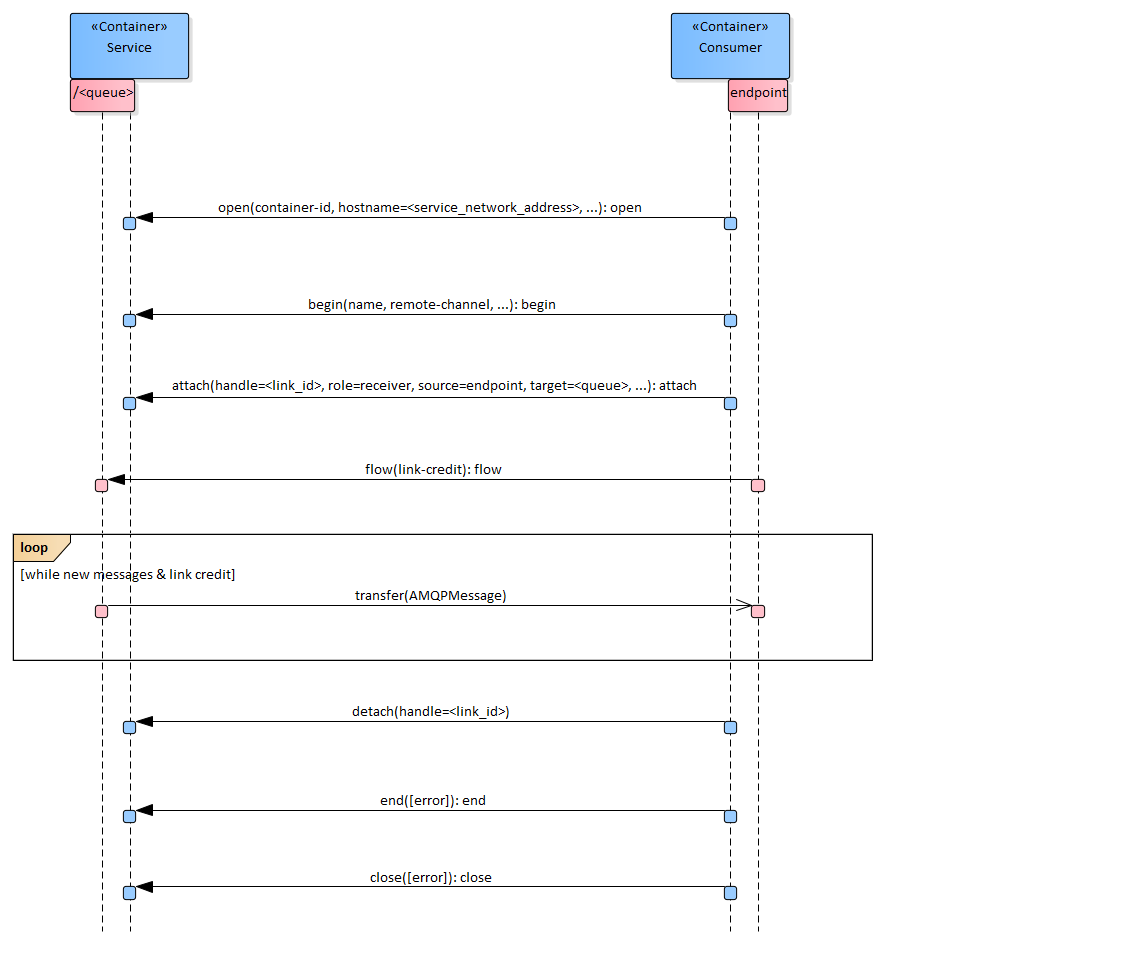 «Container»
Service
«Container»
Consumer
/<queue>
endpoint
open(container-id, hostname=<service_network_address>, ...): open
begin(name, remote-channel, ...): begin
attach(handle=<link_id>, role=receiver, source=endpoint, target=<queue>, ...): attach
flow(link-credit): flow
loop
[while new messages & link credit]
transfer(AMQPMessage)
detach(handle=<link_id>)
end([error]): end
close([error]): close